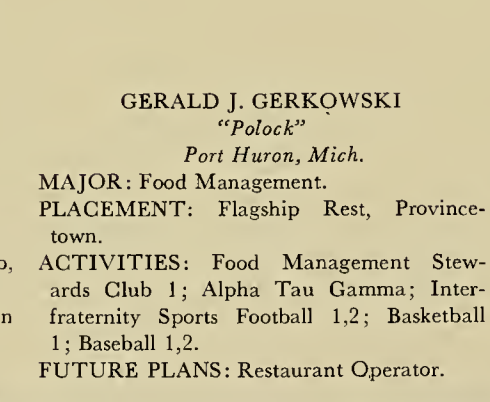 GERALD J. GERKOWSKI
"Polock"
Port Huron, Mich.
MAJOR: Food Management.
PLACEMENT: Flagship Rest, Province-
town.
ACTIVITIES: Food Management Stew-
ards Club 1; Alpha Tau Gamma; Inter-
fraternity Sports Football 1,2; Basketball
1; Baseball 1,2.
FUTURE PLANS: Restaurant Operator.